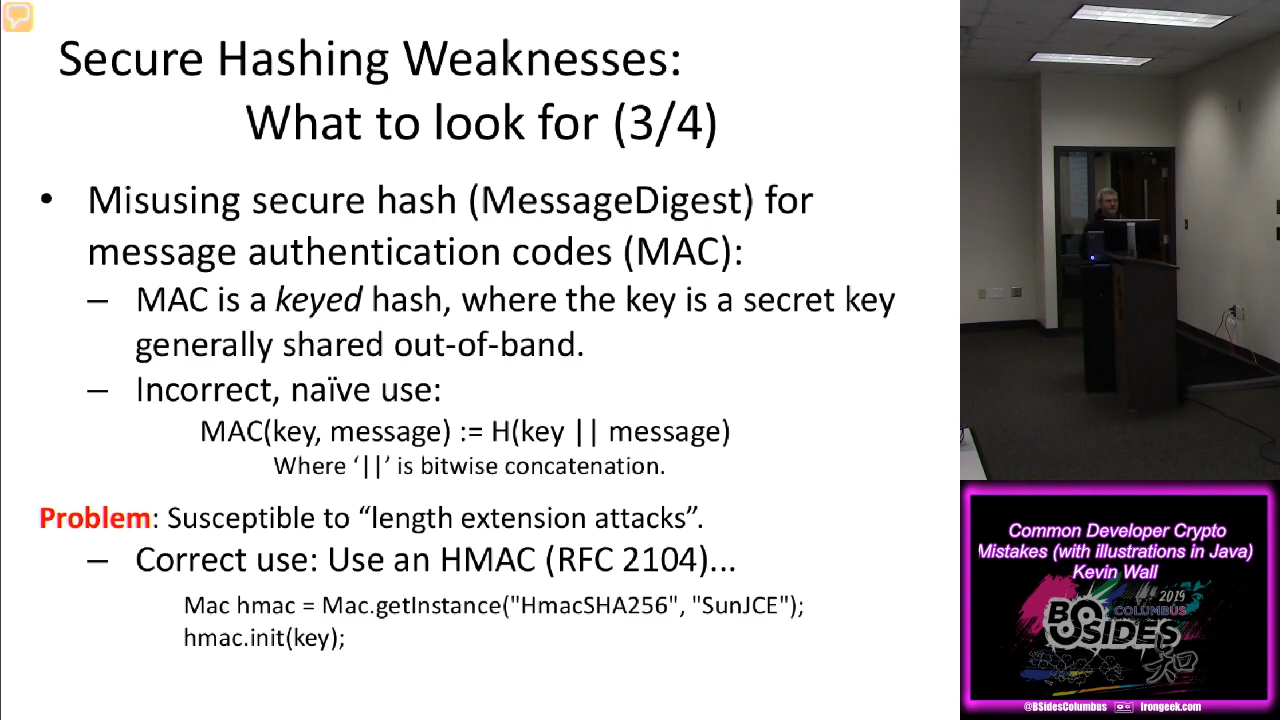 Secure Hashing Weaknesses:
What to look for (3/4)
• Misusing secure hash (MessageDigest) for
message authentication codes (MAC):
– MAC is a keyed hash, where the key is a secret key
generally shared out-of-band.
– Incorrect, naïve use:
MAC(key, message) := H(key || message)
Where ‘||’ is bitwise concatenation.
Problem: Susceptible to “length extension attacks”.
– Correct use: Use an HMAC (RFC 2104)...
Mac hmac = Mac.getInstance("HmacSHA256", "SunJCE");
hmac.init(key);
Common Developer Crypto
Mistakes (with illustrations in Java)
Kevin Wall
2019
COLUMBUS
BSIDES
@BSidesColumbus
Irongeek.com